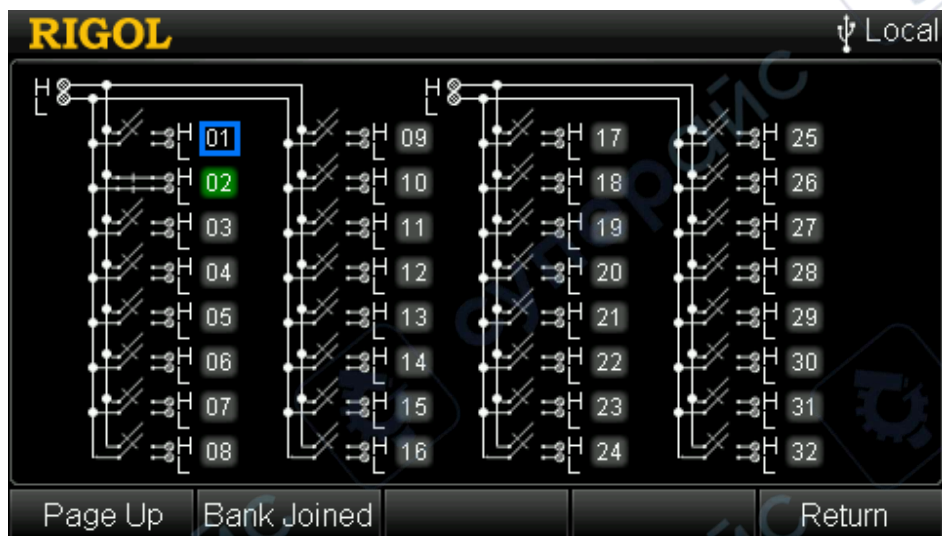 RIGOL Local
H H
L L
H 01 H 09 H 17 H 25
L L L L
H 02 H 10 H 18 H 26
L L L L
H 03 H 11 H 19 H 27
L L L L
H 04 H 12 H 20 H 28
L L L L
H 05 H 13 H 21 H 29
L L L L
H 06 H 14 H 22 H 30
L L L L
H 07 H 15 H 23 H 31
L L L L
H 08 H 16 H 24 H 32
L L L L
Page Up Bank Joined Return
суперайс